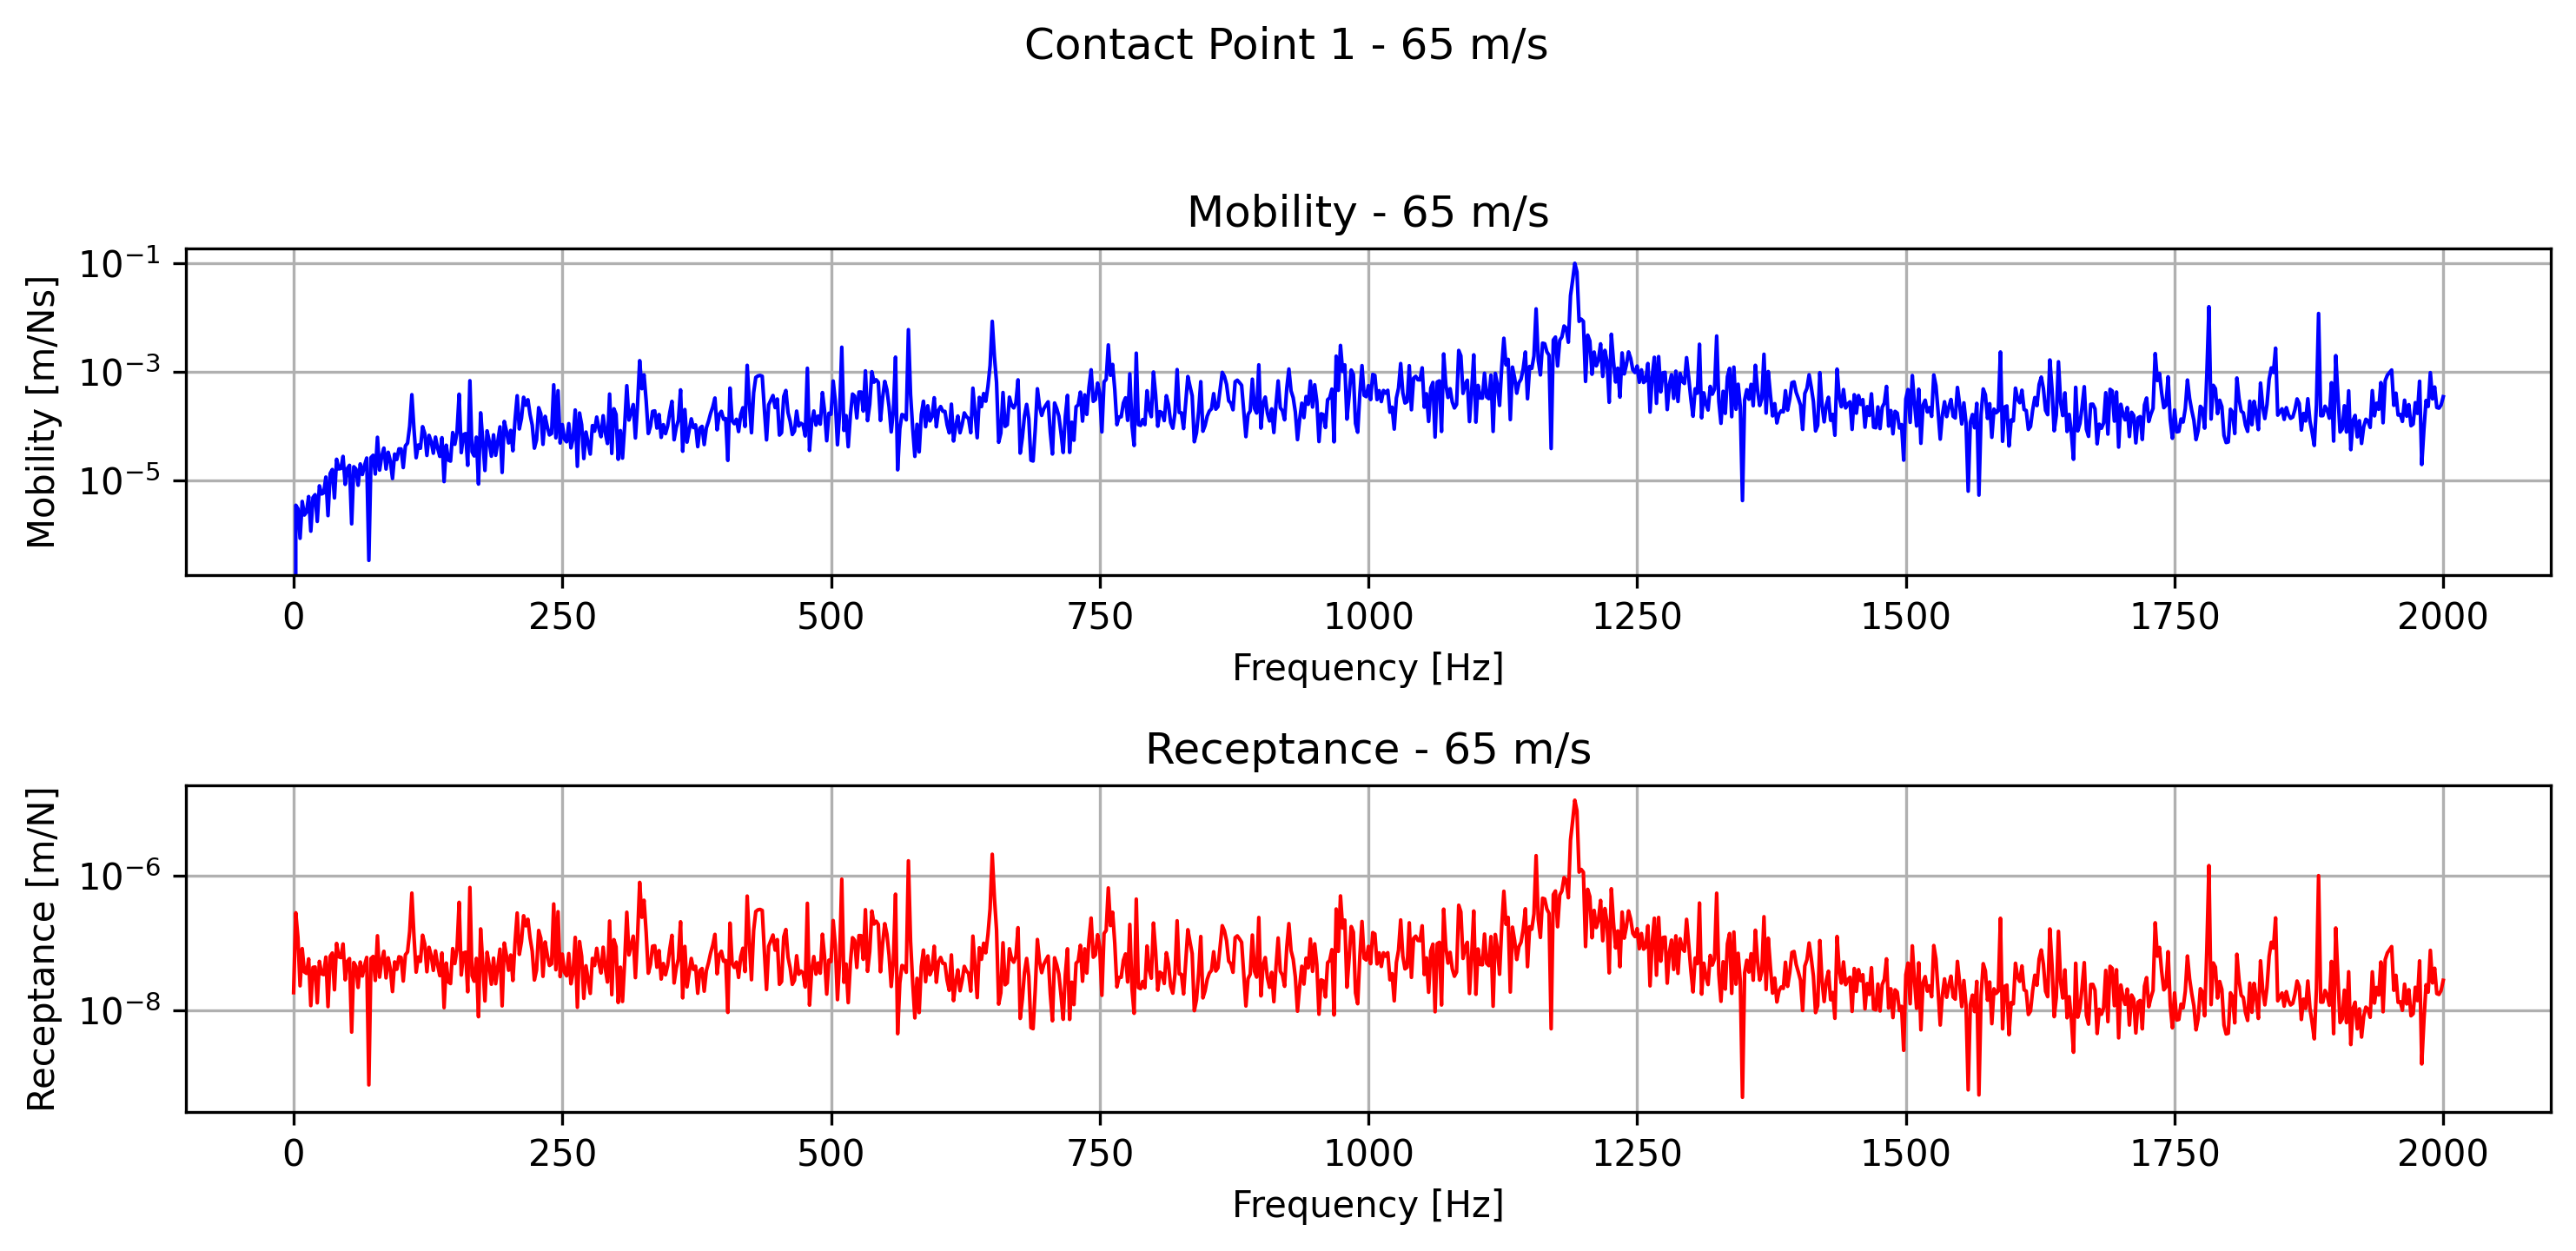 Contact Point 1 - 65 m/s
Mobility - 65 m/s
Mobility [m/Ns]
10⁻¹
10⁻³
10⁻⁵
0 250 500 750 1000 1250 1500 1750 2000
Frequency [Hz]
Receptance - 65 m/s
Receptance [m/N]
10⁻⁶
10⁻⁸
0 250 500 750 1000 1250 1500 1750 2000
Frequency [Hz]